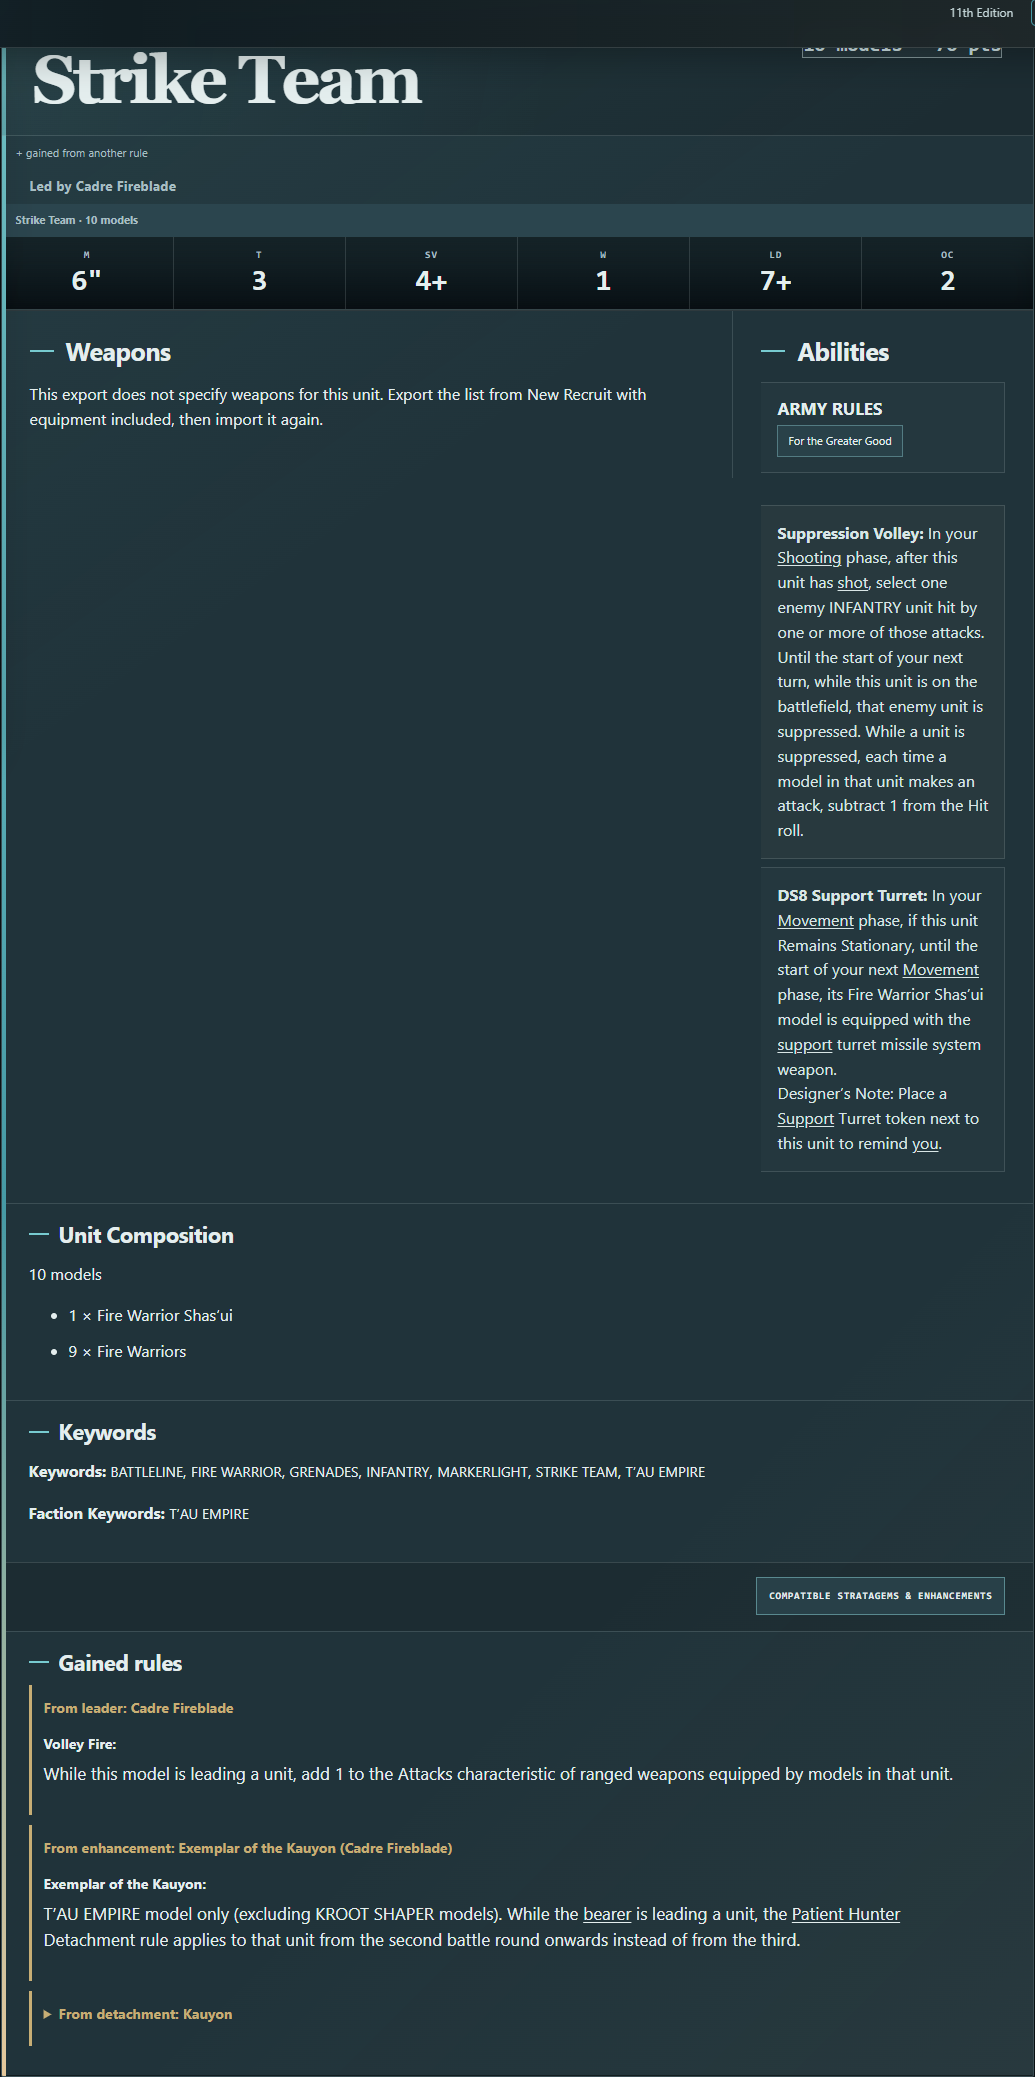 11th Edition
Strike Team
+ gained from another rule
Led by Cadre Fireblade
Strike Team · 10 models
M
6"
T
3
SV
4+
W
1
LD
7+
OC
2
Weapons
This export does not specify weapons for this unit. Export the list from New Recruit with
equipment included, then import it again.
Abilities
ARMY RULES
For the Greater Good
Suppression Volley: In your
Shooting phase, after this
unit has shot, select one
enemy INFANTRY unit hit by
one or more of those attacks.
Until the start of your next
turn, while this unit is on the
battlefield, that enemy unit is
suppressed. While a unit is
suppressed, each time a
model in that unit makes an
attack, subtract 1 from the Hit
roll.
DS8 Support Turret: In your
Movement phase, if this unit
Remains Stationary, until the
start of your next Movement
phase, its Fire Warrior Shas’ui
model is equipped with the
support turret missile system
weapon.
Designer’s Note: Place a
Support Turret token next to
this unit to remind you.
Unit Composition
10 models
• 1 × Fire Warrior Shas’ui
• 9 × Fire Warriors
Keywords
Keywords: BATTLELINE, FIRE WARRIOR, GRENADES, INFANTRY, MARKERLIGHT, STRIKE TEAM, T’AU EMPIRE
Faction Keywords: T’AU EMPIRE
COMPATIBLE STRATAGEMS & ENHANCEMENTS
Gained rules
From leader: Cadre Fireblade
Volley Fire:
While this model is leading a unit, add 1 to the Attacks characteristic of ranged weapons equipped by models in that unit.
From enhancement: Exemplar of the Kauyon (Cadre Fireblade)
Exemplar of the Kauyon:
T’AU EMPIRE model only (excluding KROOT SHAPER models). While the bearer is leading a unit, the Patient Hunter
Detachment rule applies to that unit from the second battle round onwards instead of from the third.
▶ From detachment: Kauyon